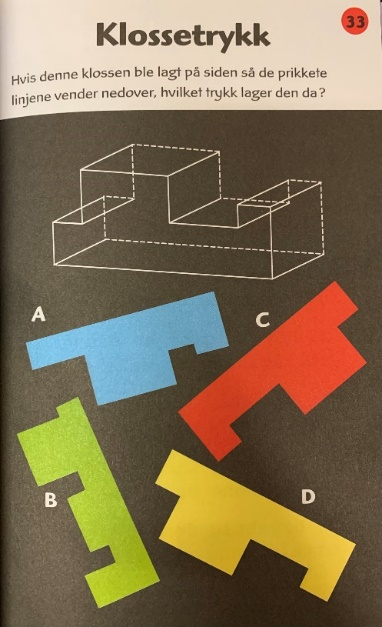 Klossetrykk
33
Hvis denne klossen ble lagt på siden så de prikkete
linjene vender nedover, hvilket trykk lager den da?
A
C
B
D